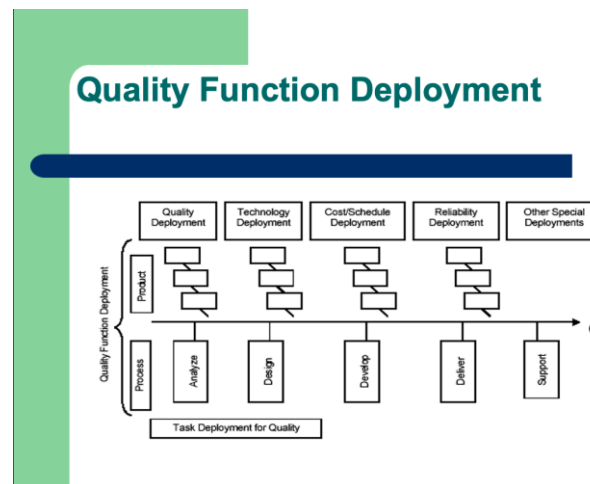 Quality Function Deployment
Quality
Deployment
Technology
Deployment
Cost/Schedule
Deployment
Reliability
Deployment
Other Special
Deployments
Quality Function Deployment
Product
Process
Analyze
Design
Develop
Deliver
Support
Task Deployment for Quality